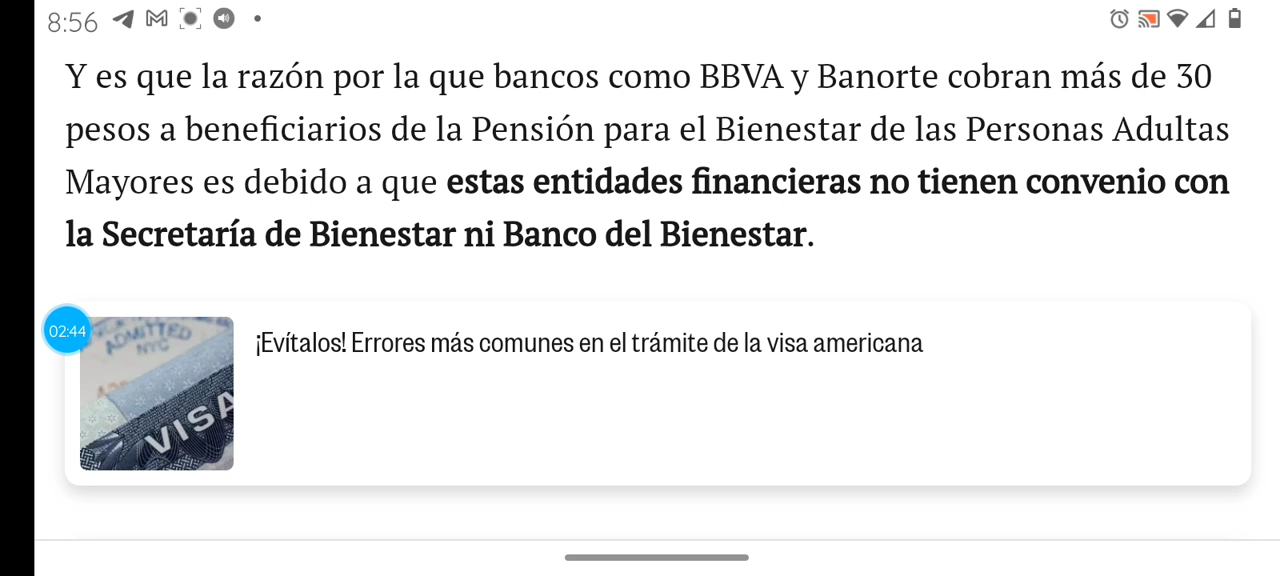 8:56
Y es que la razón por la que bancos como BBVA y Banorte cobran más de 30
pesos a beneficiarios de la Pensión para el Bienestar de las Personas Adultas
Mayores es debido a que estas entidades financieras no tienen convenio con
la Secretaría de Bienestar ni Banco del Bienestar.
02:44
ADMITTED
NYC
VISA
¡Evítalos! Errores más comunes en el trámite de la visa americana